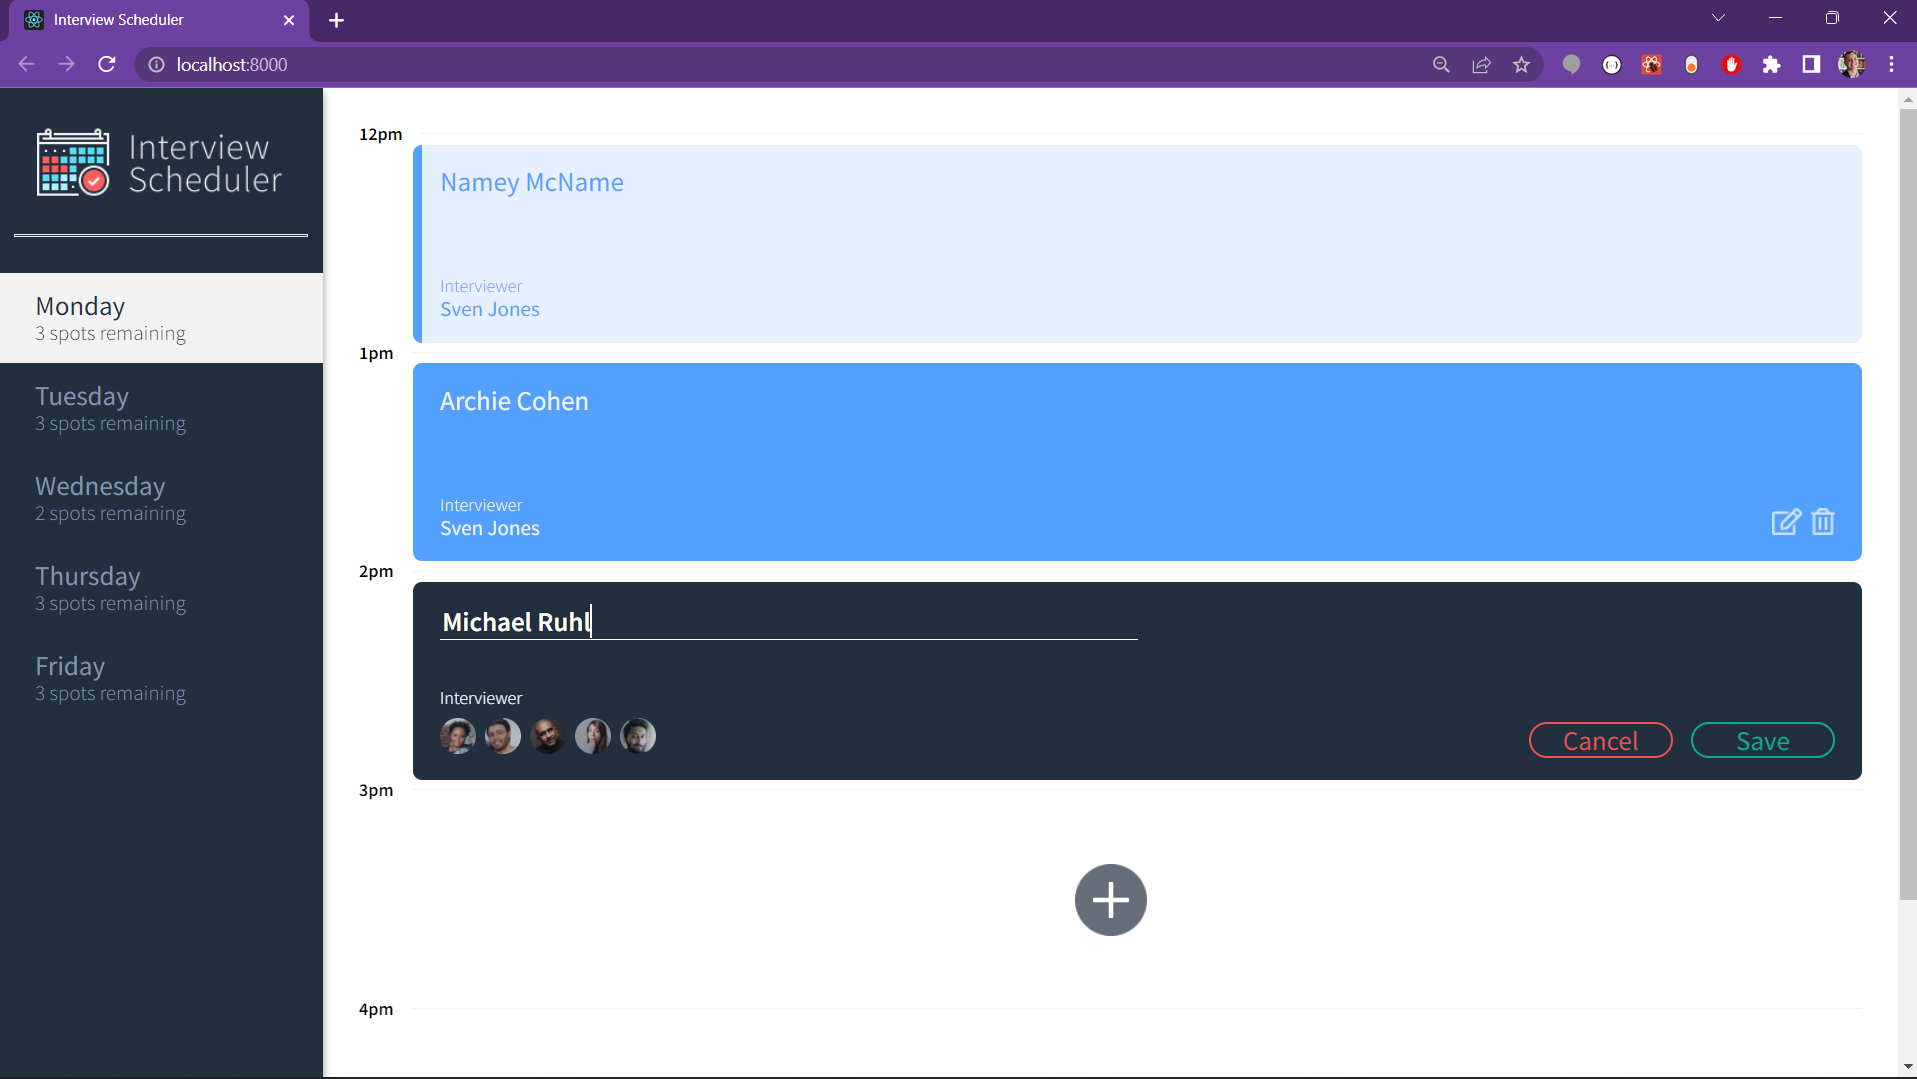 Interview Scheduler
localhost:8000
Interview
Scheduler
Monday
3 spots remaining
Tuesday
3 spots remaining
Wednesday
2 spots remaining
Thursday
3 spots remaining
Friday
3 spots remaining
12pm
Namey McName
Interviewer
Sven Jones
1pm
Archie Cohen
Interviewer
Sven Jones
2pm
Michael Ruhl
Interviewer
Cancel Save
3pm
4pm